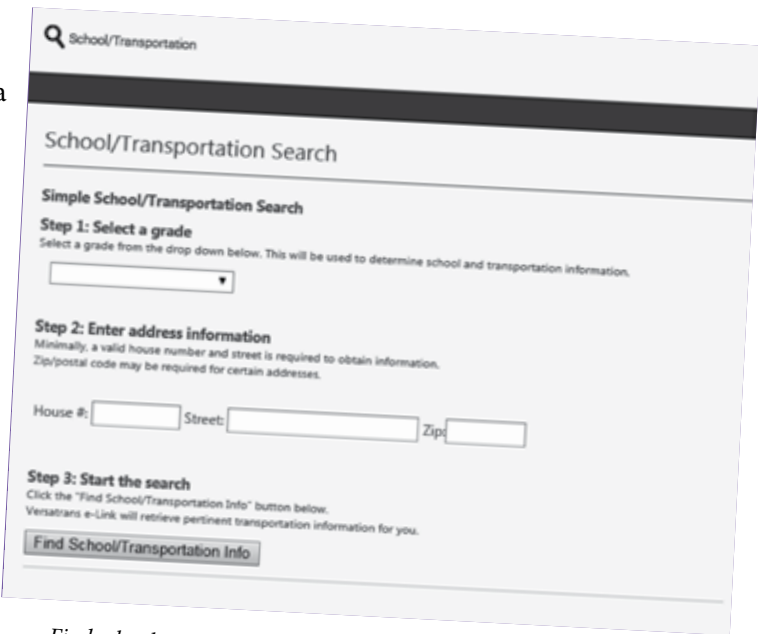 School/Transportation
a
School/Transportation Search
Simple School/Transportation Search
Step 1: Select a grade
Select a grade from the drop down below. This will be used to determine school and transportation information.
Step 2: Enter address information
Minimally, a valid house number and street is required to obtain information.
Zip/postal code may be required for certain addresses.
House #: Street: Zip:
Step 3: Start the search
Click the "Find School/Transportation Info" button below.
Versatrans e-Link will retrieve pertinent transportation information for you.
Find School/Transportation Info